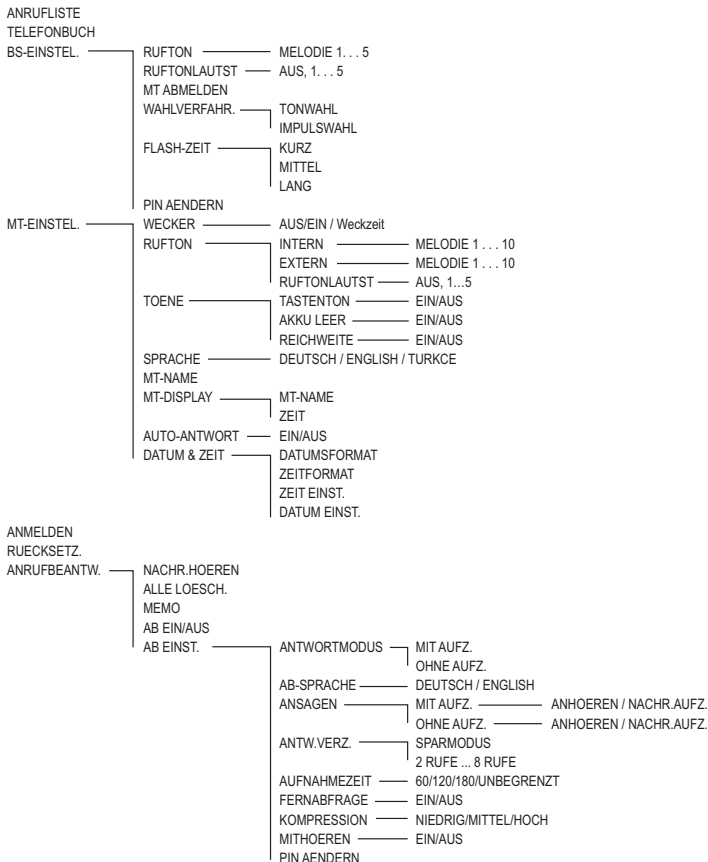 ANRUFLISTE
TELEFONBUCH
BS-EINSTEL. RUFTON MELODIE 1. . . 5
RUFTONLAUTST AUS, 1. . . 5
MT ABMELDEN
WAHLVERFAHR. TONWAHL
IMPULSWAHL
FLASH-ZEIT KURZ
MITTEL
LANG
PIN AENDERN
MT-EINSTEL. WECKER AUS/EIN / Weckzeit
RUFTON INTERN MELODIE 1 . . . 10
EXTERN MELODIE 1 . . . 10
RUFTONLAUTST AUS, 1...5
TOENE TASTENTON EIN/AUS
AKKU LEER EIN/AUS
REICHWEITE EIN/AUS
SPRACHE DEUTSCH / ENGLISH / TURKCE
MT-NAME
MT-DISPLAY MT-NAME
ZEIT
AUTO-ANTWORT EIN/AUS
DATUM & ZEIT DATUMSFORMAT
ZEITFORMAT
ZEIT EINST.
DATUM EINST.
ANMELDEN
RUECKSETZ.
ANRUFBEANTW. NACHR.HOEREN
ALLE LOESCH.
MEMO
AB EIN/AUS
AB EINST. ANTWORTMODUS MIT AUFZ.
OHNE AUFZ.
AB-SPRACHE DEUTSCH / ENGLISH
ANSAGEN MIT AUFZ. ANHOEREN / NACHR.AUFZ.
OHNE AUFZ. ANHOEREN / NACHR.AUFZ.
ANTW.VERZ. SPARMODUS
2 RUFE ... 8 RUFE
AUFNAHMEZEIT 60/120/180/UNBEGRENZT
FERNABFRAGE EIN/AUS
KOMPRESSION NIEDRIG/MITTEL/HOCH
MITHOEREN EIN/AUS
PIN AENDERN